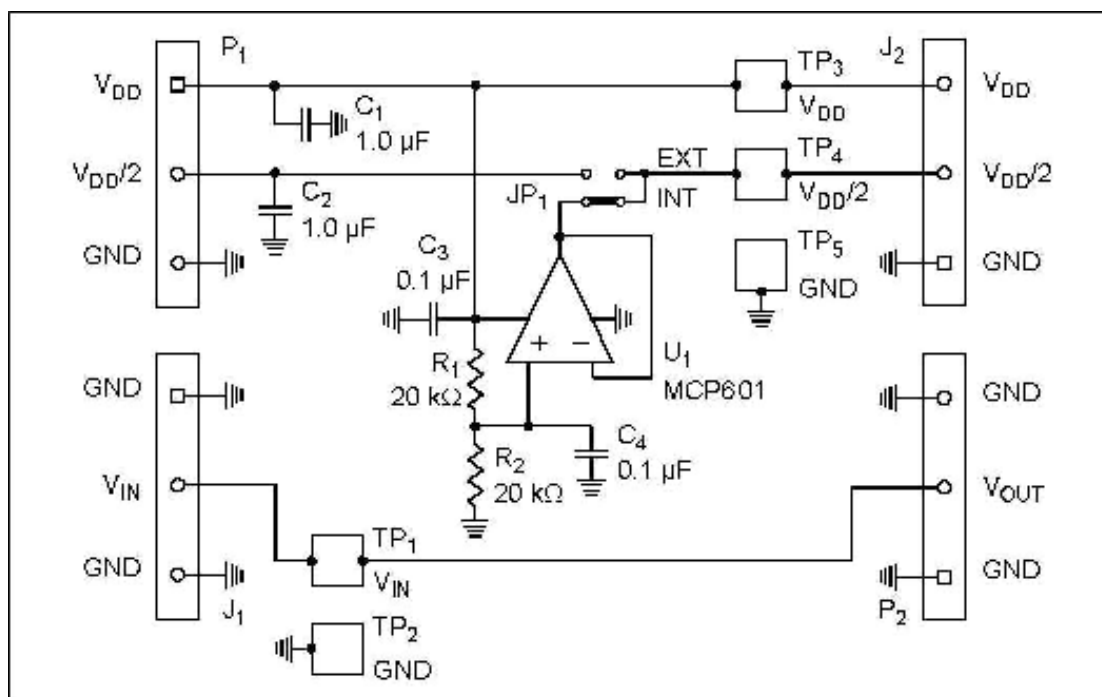 P1
VDD
C1
1.0 µF
VDD/2
C2
1.0 µF
GND
TP3
VDD
J2
VDD
EXT
TP4
VDD/2
VDD/2
JP1
INT
TP5
GND
GND
C3
0.1 µF
+
−
U1
MCP601
R1
20 kΩ
R2
20 kΩ
C4
0.1 µF
GND
VIN
GND
J1
TP1
VIN
TP2
GND
GND
VOUT
GND
P2